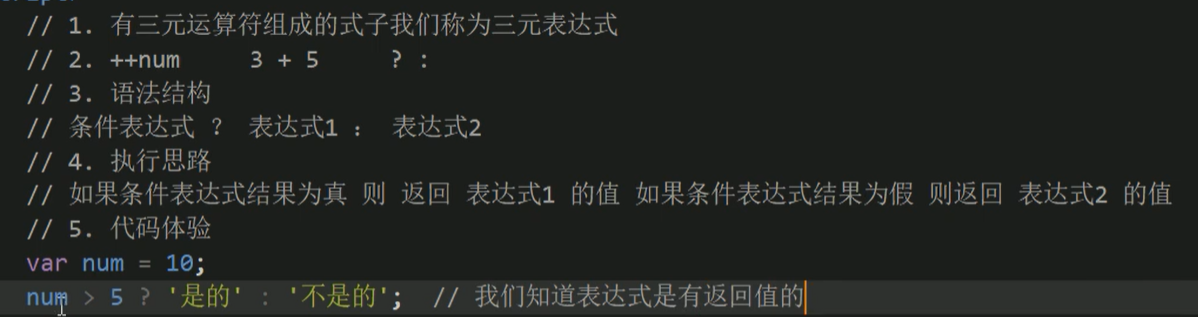 // 1. 有三元运算符组成的式子我们称为三元表达式
// 2. ++num     3 + 5     ? :
// 3. 语法结构
// 条件表达式 ？ 表达式1 ： 表达式2
// 4. 执行思路
// 如果条件表达式结果为真 则 返回 表达式1 的值 如果条件表达式结果为假 则返回 表达式2 的值
// 5. 代码体验
var num = 10;
num > 5 ? '是的' : '不是的';  // 我们知道表达式是有返回值的